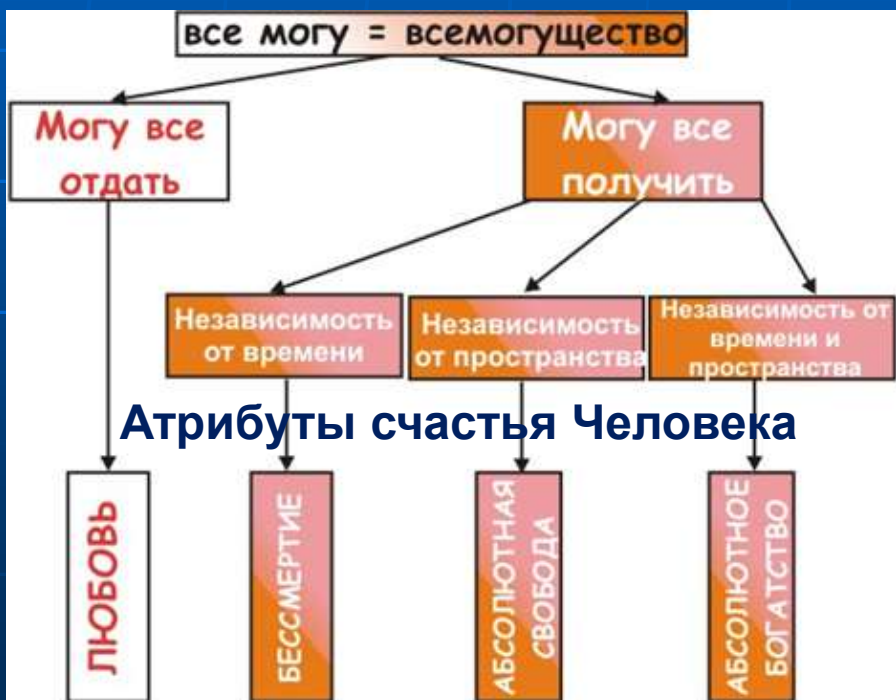 все могу = всемогущество
Могу все
отдать
Могу все
получить
Независимость
от времени
Независимость
от пространства
Независимость от
времени и
пространства
Атрибуты счастья Человека
ЛЮБОВЬ
БЕССМЕРТИЕ
АБСОЛЮТНАЯ
СВОБОДА
АБСОЛЮТНОЕ
БОГАТСТВО